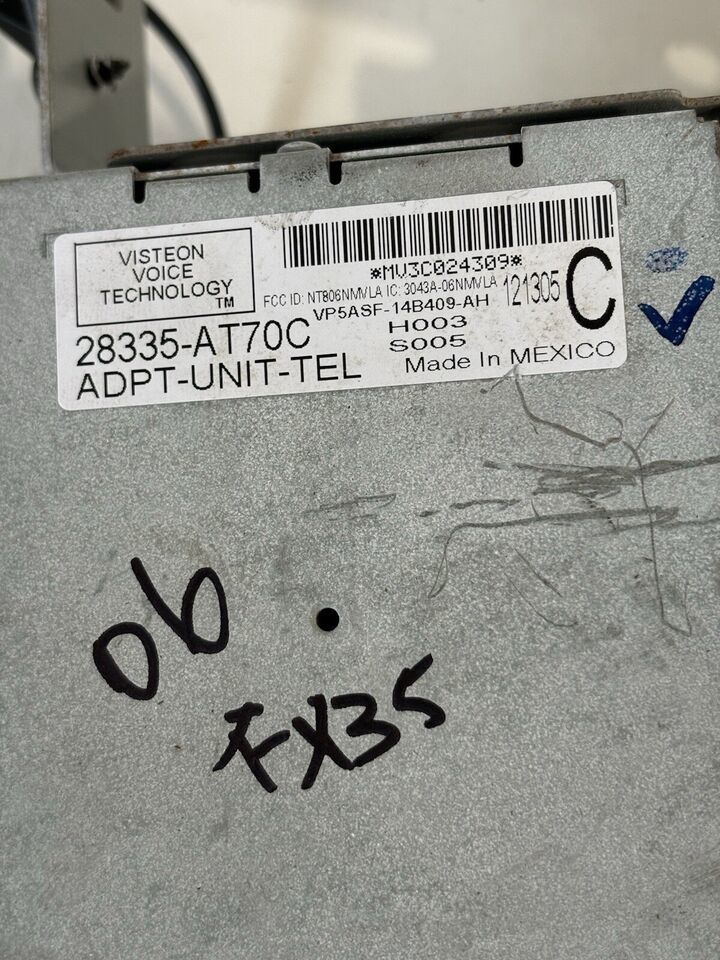 VISTEON
VOICE
TECHNOLOGY
TM
*MV3C024309*
FCC ID: NT806NMVLA IC: 3043A-06NMVLA
121305
C
VP5ASF-14B409-AH
28335-AT70C
H003
S005
ADPT-UNIT-TEL
Made In MEXICO
06
FX35